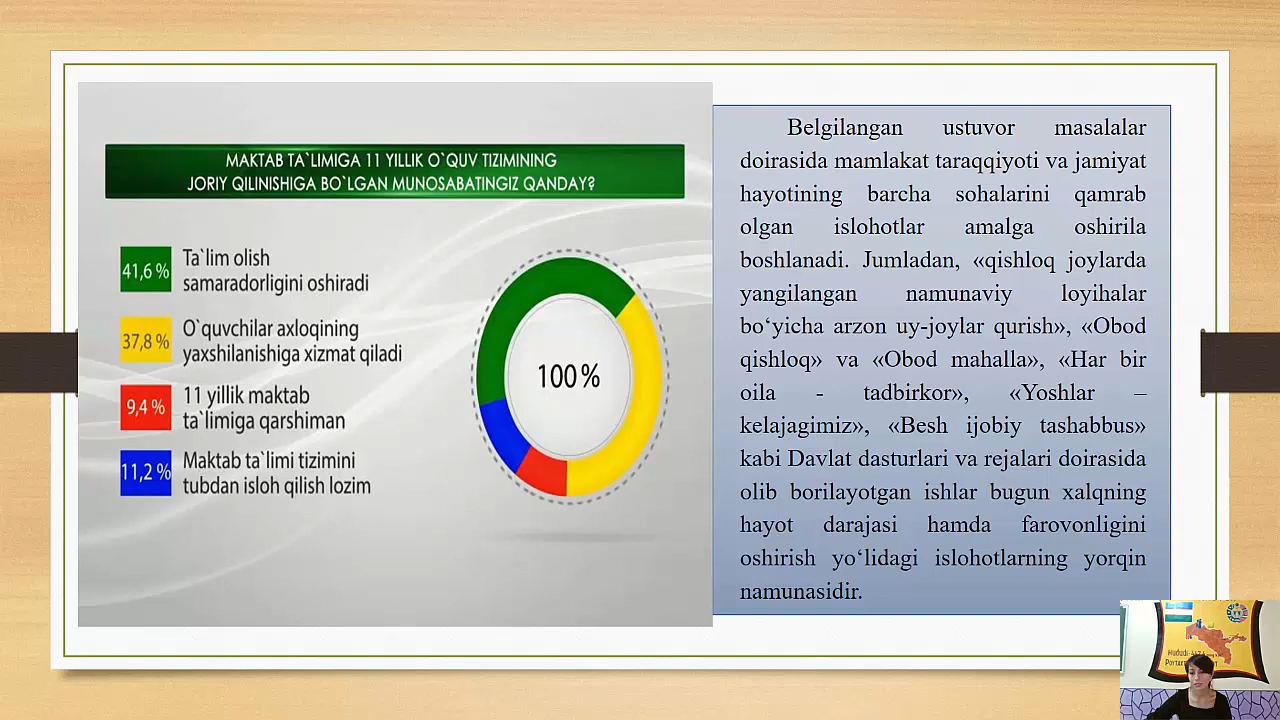 MAKTAB TA`LIMIGA 11 YILLIK O`QUV TIZIMINING
JORIY QILINISHIGA BO`LGAN MUNOSABATINGIZ QANDAY?
41,6 %
Ta`lim olish
samaradorligini oshiradi
37,8 %
O`quvchilar axloqining
yaxshilanishiga xizmat qiladi
9,4 %
11 yillik maktab
ta`limiga qarshiman
11,2 %
Maktab ta`limi tizimini
tubdan isloh qilish lozim
100 %
Belgilangan ustuvor masalalar
doirasida mamlakat taraqqiyoti va jamiyat
hayotining barcha sohalarini qamrab
olgan islohotlar amalga oshirila
boshlanadi. Jumladan, «qishloq joylarda
yangilangan namunaviy loyihalar
bo‘yicha arzon uy-joylar qurish», «Obod
qishloq» va «Obod mahalla», «Har bir
oila - tadbirkor», «Yoshlar –
kelajagimiz», «Besh ijobiy tashabbus»
kabi Davlat dasturlari va rejalari doirasida
olib borilayotgan ishlar bugun xalqning
hayot darajasi hamda farovonligini
oshirish yo‘lidagi islohotlarning yorqin
namunasidir.